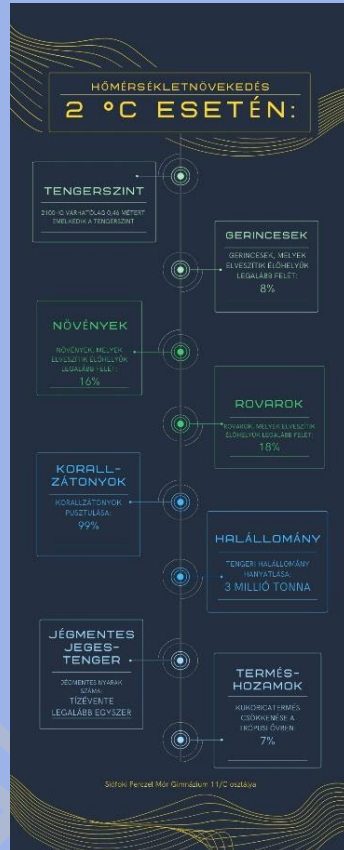 HŐMÉRSÉKLETNÖVEKEDÉS
2 °C ESETÉN:
TENGERSZINT
2100-IG VÁRHATÓLAG 0,46 MÉTERT
EMELKEDIK A TENGERSZINT
GERINCESEK
GERINCESEK, MELYEK
ELVESZÍTIK ÉLŐHELYÜK
LEGALÁBB FELÉT:
8%
NÖVÉNYEK
NÖVÉNYEK, MELYEK
ELVESZÍTIK ÉLŐHELYÜK
LEGALÁBB FELÉT:
16%
ROVAROK
ROVAROK, MELYEK ELVESZÍTIK
ÉLŐHELYÜK LEGALÁBB FELÉT:
18%
KORALL-
ZÁTONYOK
KORALLZÁTONYOK
PUSZTULÁSA:
99%
HALÁLLOMÁNY
TENGERI HALÁLLOMÁNY
HANYATLÁSA:
3 MILLIÓ TONNA
JÉGMENTES
JEGES-
TENGER
JÉGMENTES NYARAK
SZÁMA:
TÍZÉVENTE
LEGALÁBB EGYSZER
TERMÉS-
HOZAMOK
KUKORICATERMÉS
CSÖKKENÉSE A
TRÓPUSI ÖVBEN:
7%
Siófoki Perczel Mór Gimnázium 11/C osztálya